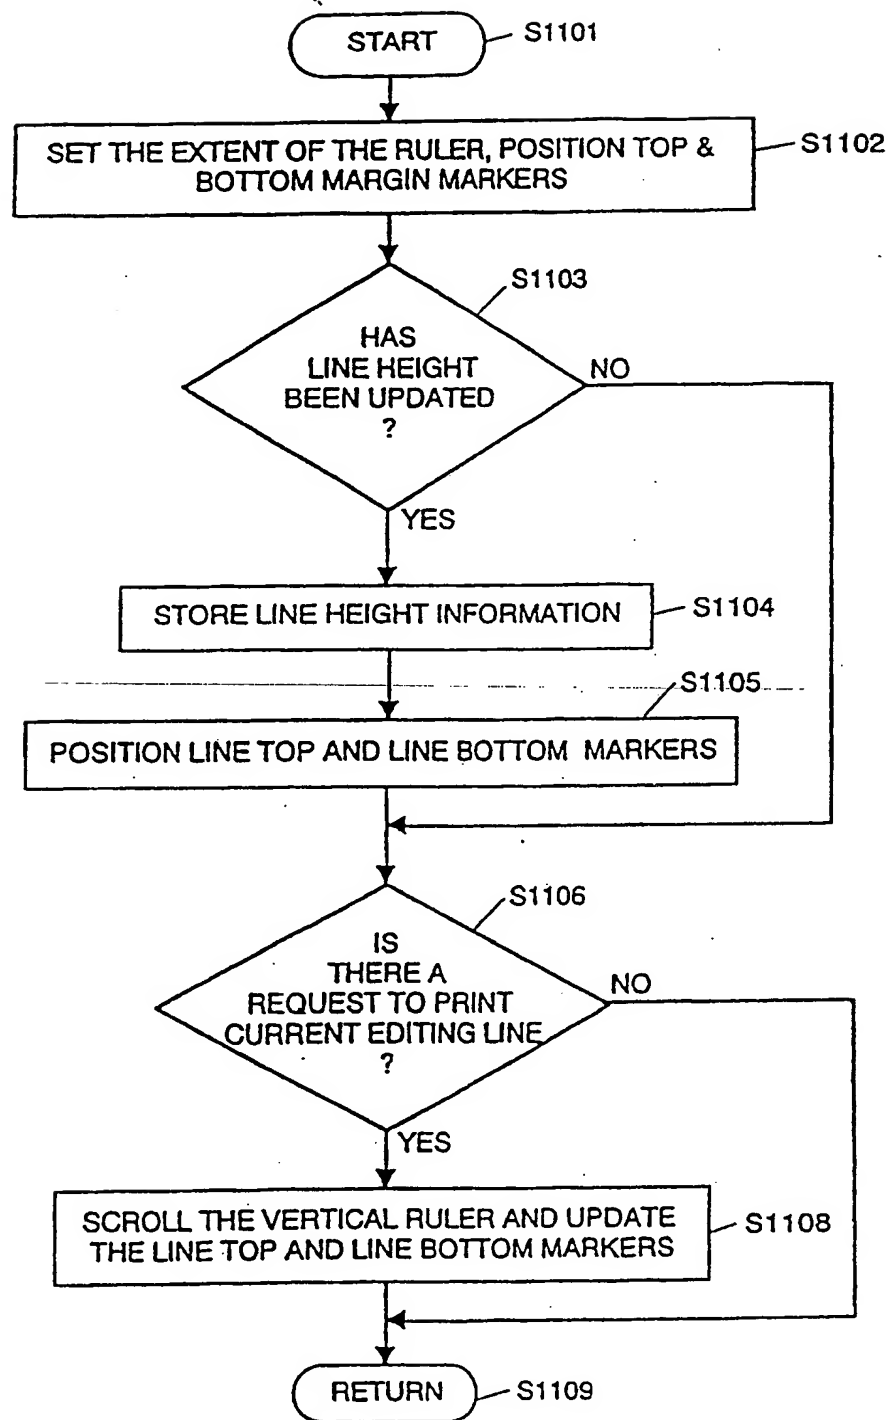 START
S1101
SET THE EXTENT OF THE RULER, POSITION TOP &
BOTTOM MARGIN MARKERS
S1102
S1103
HAS
LINE HEIGHT
BEEN UPDATED
?
NO
YES
STORE LINE HEIGHT INFORMATION
S1104
S1105
POSITION LINE TOP AND LINE BOTTOM MARKERS
S1106
IS
THERE A
REQUEST TO PRINT
CURRENT EDITING LINE
?
NO
YES
SCROLL THE VERTICAL RULER AND UPDATE
THE LINE TOP AND LINE BOTTOM MARKERS
S1108
RETURN
S1109